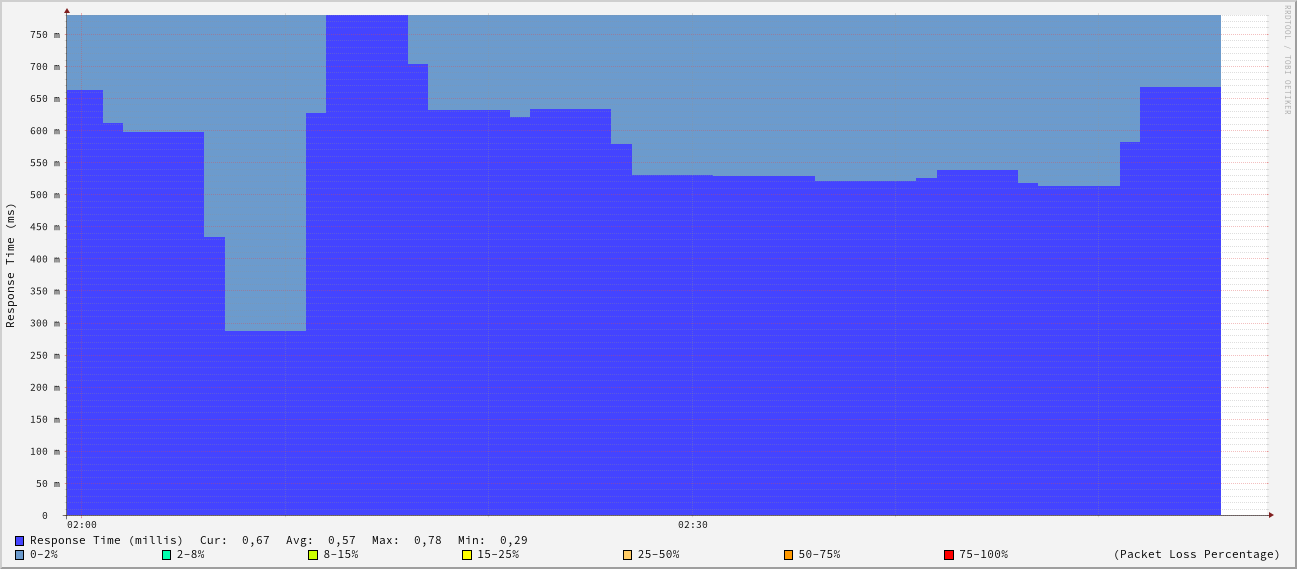 RRDTOOL / TOBI OETIKER
Response Time (ms)
750 m
700 m
650 m
600 m
550 m
500 m
450 m
400 m
350 m
300 m
250 m
200 m
150 m
100 m
50 m
0
02:00 02:30
Response Time (millis) Cur: 0,67 Avg: 0,57 Max: 0,78 Min: 0,29
0-2% 2-8% 8-15% 15-25% 25-50% 50-75% 75-100% (Packet Loss Percentage)